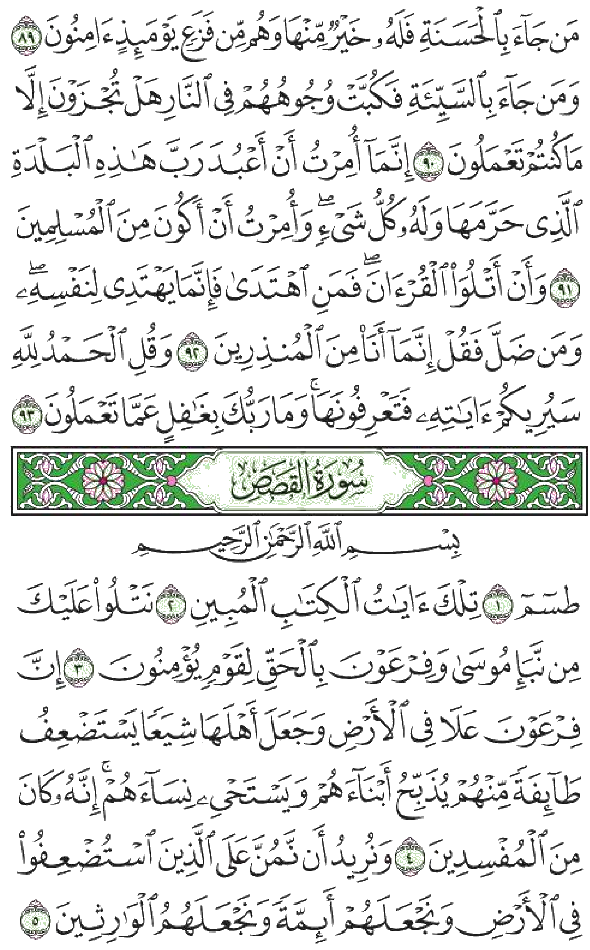 مَن جَآءَ بِٱلْحَسَنَةِ فَلَهُۥ خَيْرٌ مِّنْهَا وَهُم مِّن فَزَعٍ يَوْمَئِذٍ ءَامِنُونَ ٨٩
وَمَن جَآءَ بِٱلسَّيِّئَةِ فَكُبَّتْ وُجُوهُهُمْ فِى ٱلنَّارِ هَلْ تُجْزَوْنَ إِلَّا
مَا كُنتُمْ تَعْمَلُونَ ٩٠ إِنَّمَآ أُمِرْتُ أَنْ أَعْبُدَ رَبَّ هَٰذِهِ ٱلْبَلْدَةِ
ٱلَّذِى حَرَّمَهَا وَلَهُۥ كُلُّ شَىْءٍ ۖ وَأُمِرْتُ أَنْ أَكُونَ مِنَ ٱلْمُسْلِمِينَ
٩١ وَأَنْ أَتْلُوَا۟ ٱلْقُرْءَانَ ۖ فَمَنِ ٱهْتَدَىٰ فَإِنَّمَا يَهْتَدِى لِنَفْسِهِۦ ۖ
وَمَن ضَلَّ فَقُلْ إِنَّمَآ أَنَا۠ مِنَ ٱلْمُنذِرِينَ ٩٢ وَقُلِ ٱلْحَمْدُ لِلَّهِ
سَيُرِيكُمْ ءَايَٰتِهِۦ فَتَعْرِفُونَهَا ۚ وَمَا رَبُّكَ بِغَٰفِلٍ عَمَّا تَعْمَلُونَ ٩٣
سُورَةُ القَصَصِ
بِسْمِ ٱللَّهِ ٱلرَّحْمَٰنِ ٱلرَّحِيمِ
طسٓمٓ ١ تِلْكَ ءَايَٰتُ ٱلْكِتَٰبِ ٱلْمُبِينِ ٢ نَتْلُوا۟ عَلَيْكَ
مِن نَّبَإِ مُوسَىٰ وَفِرْعَوْنَ بِٱلْحَقِّ لِقَوْمٍ يُؤْمِنُونَ ٣ إِنَّ
فِرْعَوْنَ عَلَا فِى ٱلْأَرْضِ وَجَعَلَ أَهْلَهَا شِيَعًا يَسْتَضْعِفُ
طَآئِفَةً مِّنْهُمْ يُذَبِّحُ أَبْنَآءَهُمْ وَيَسْتَحْىِۦ نِسَآءَهُمْ ۚ إِنَّهُۥ كَانَ
مِنَ ٱلْمُفْسِدِينَ ٤ وَنُرِيدُ أَن نَّمُنَّ عَلَى ٱلَّذِينَ ٱسْتُضْعِفُوا۟
فِى ٱلْأَرْضِ وَنَجْعَلَهُمْ أَئِمَّةً وَنَجْعَلَهُمُ ٱلْوَٰرِثِينَ ٥